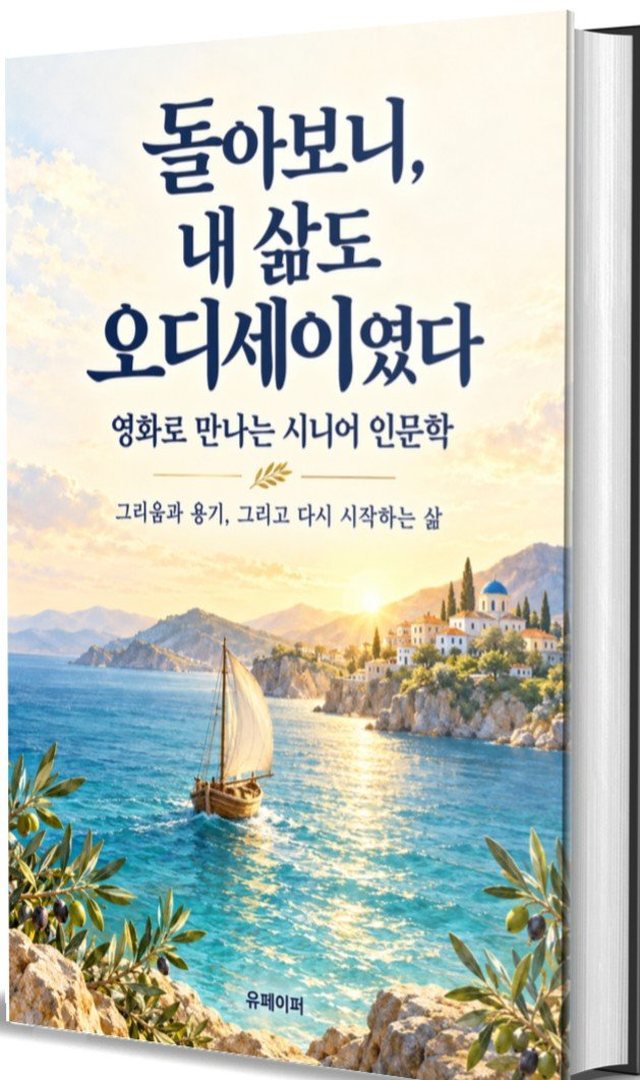 돌아보니,
내 삶도
오디세이였다
영화로 만나는 시니어 인문학
그리움과 용기, 그리고 다시 시작하는 삶
유페이퍼